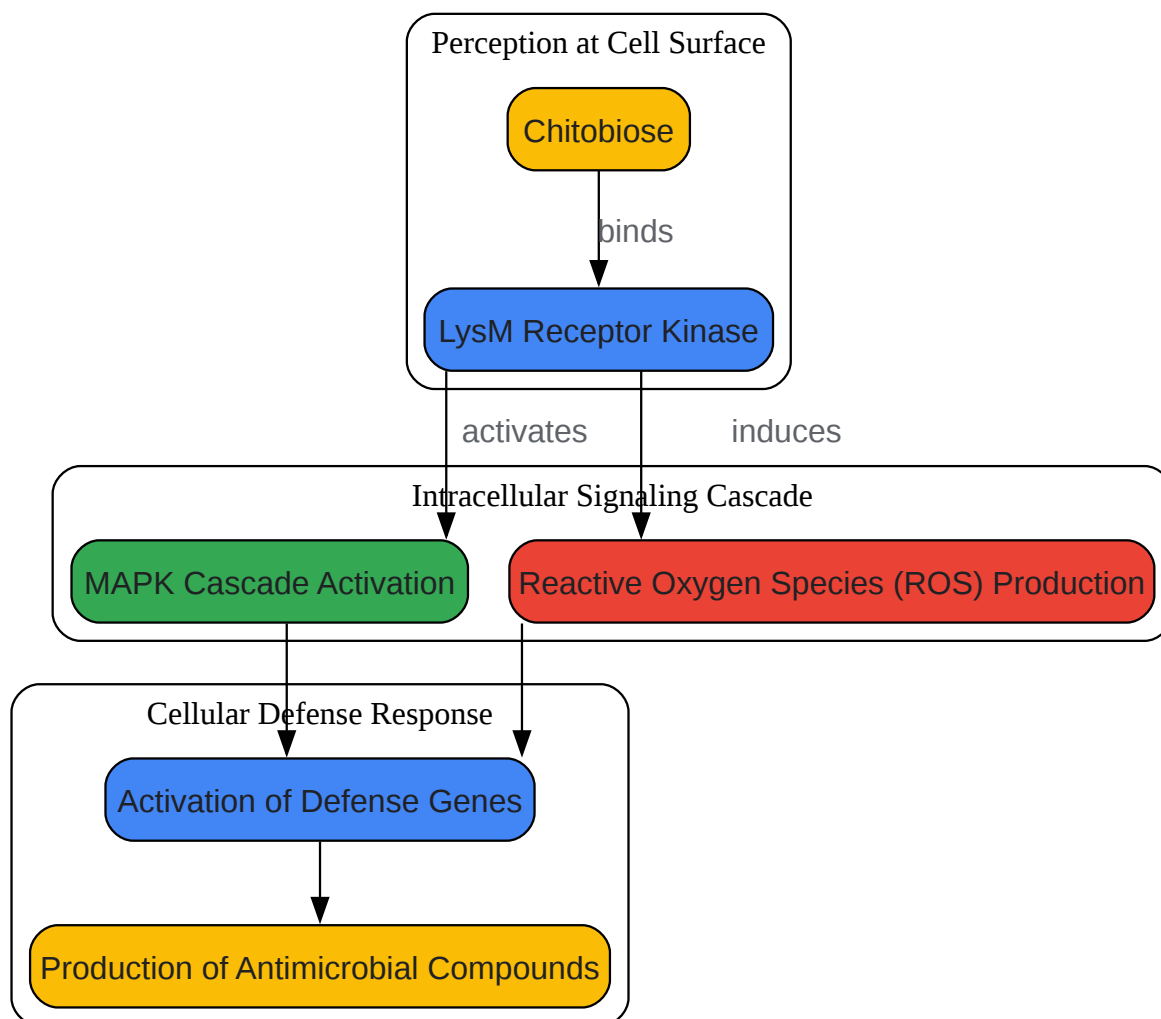 Perception at Cell Surface
Chitobiose
binds
LysM Receptor Kinase
activates
induces
Intracellular Signaling Cascade
MAPK Cascade Activation
Reactive Oxygen Species (ROS) Production
Cellular Defense Response
Activation of Defense Genes
Production of Antimicrobial Compounds